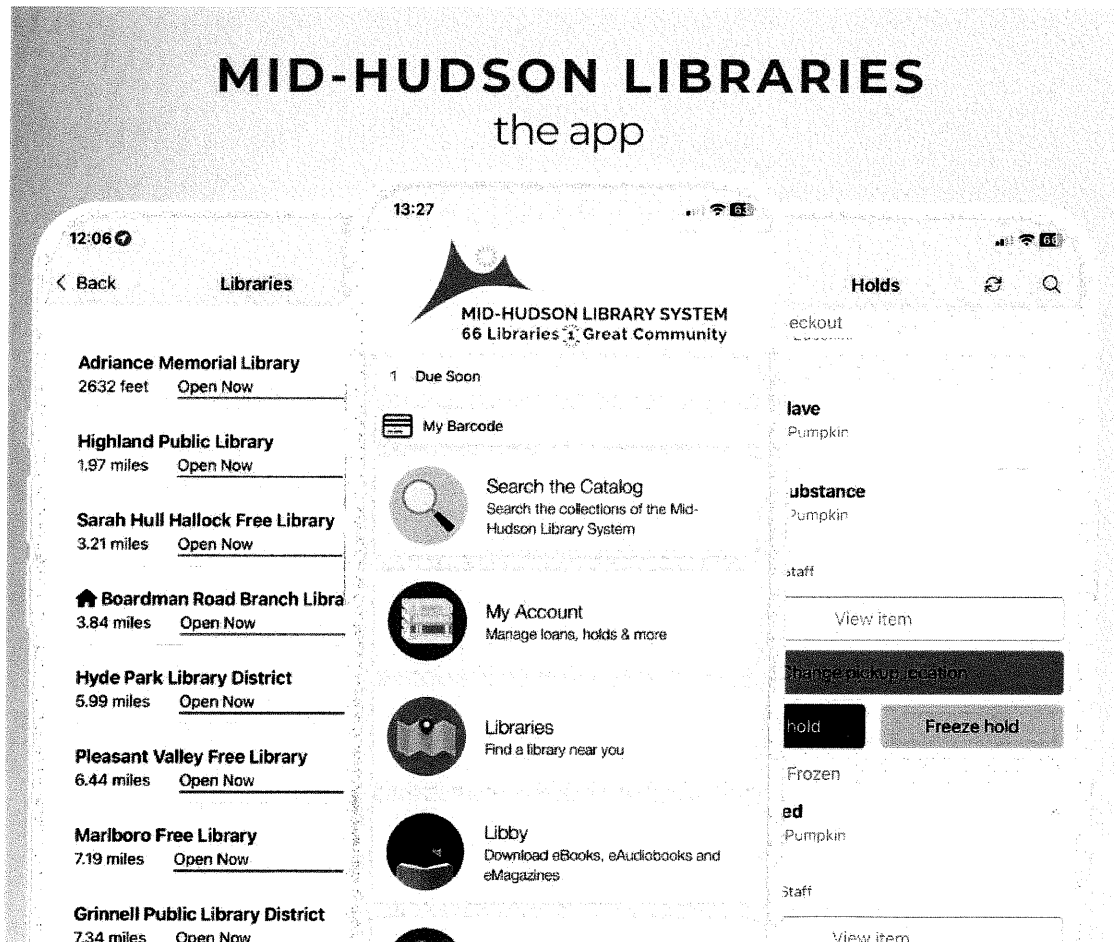 MID-HUDSON LIBRARIES
the app
12:06
Back
Libraries
Adriance Memorial Library
2632 feet Open Now
Highland Public Library
1.97 miles Open Now
Sarah Hull Hallock Free Library
3.21 miles Open Now
Boardman Road Branch Libra
3.84 miles Open Now
Hyde Park Library District
5.99 miles Open Now
Pleasant Valley Free Library
6.44 miles Open Now
Marlboro Free Library
7.19 miles Open Now
Grinnell Public Library District
7.34 miles Open Now
13:27
MID-HUDSON LIBRARY SYSTEM
66 Libraries 1 Great Community
1 Due Soon
My Barcode
Search the Catalog
Search the collections of the Mid-
Hudson Library System
My Account
Manage loans, holds & more
Libraries
Find a library near you
Libby
Download eBooks, eAudiobooks and
eMagazines
Holds
eckout
lave
Pumpkin
ubstance
Pumpkin
Staff
View item
hange pickup location
hold
Freeze hold
Frozen
ed
Pumpkin
Staff
View item